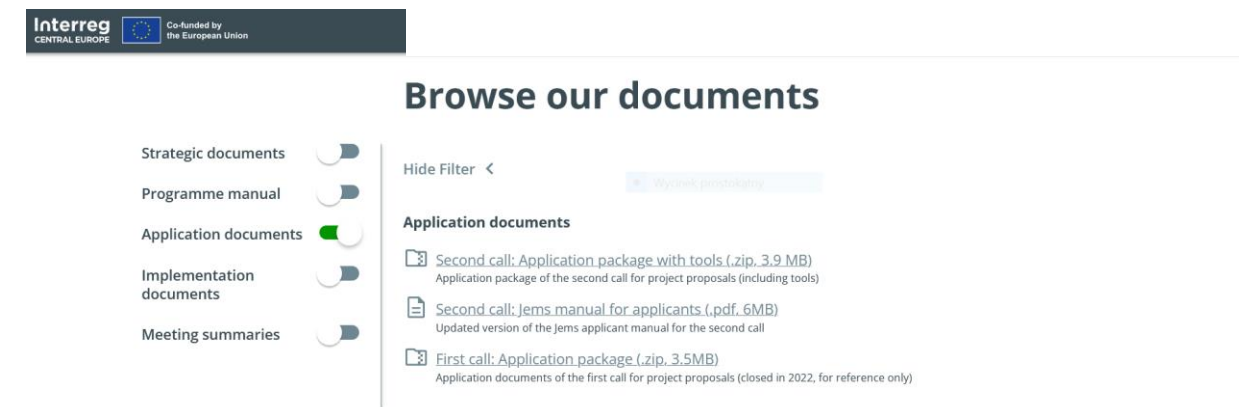 Interreg
CENTRAL EUROPE
Co-funded by
the European Union
Browse our documents
Strategic documents
Programme manual
Application documents
Implementation
documents
Meeting summaries
Hide Filter <
Wycinek prostokątny
Application documents
Second call: Application package with tools (.zip, 3.9 MB)
Application package of the second call for project proposals (including tools)
Second call: Jems manual for applicants (.pdf, 6MB)
Updated version of the Jems applicant manual for the second call
First call: Application package (.zip, 3.5MB)
Application documents of the first call for project proposals (closed in 2022, for reference only)